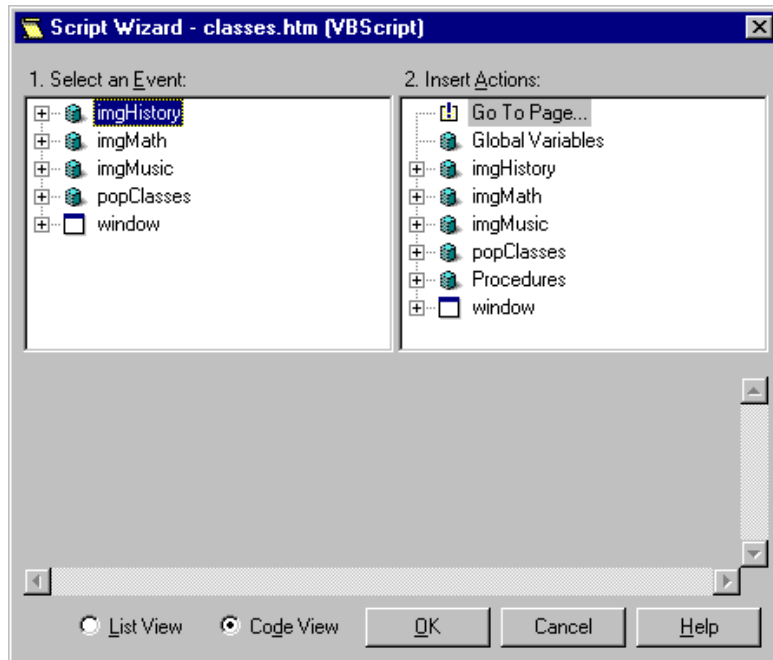 Script Wizard - classes.htm (VBScript)
1. Select an Event:
imgHistory
imgMath
imgMusic
popClasses
window
2. Insert Actions:
Go To Page...
Global Variables
imgHistory
imgMath
imgMusic
popClasses
Procedures
window
List View
Code View
OK
Cancel
Help